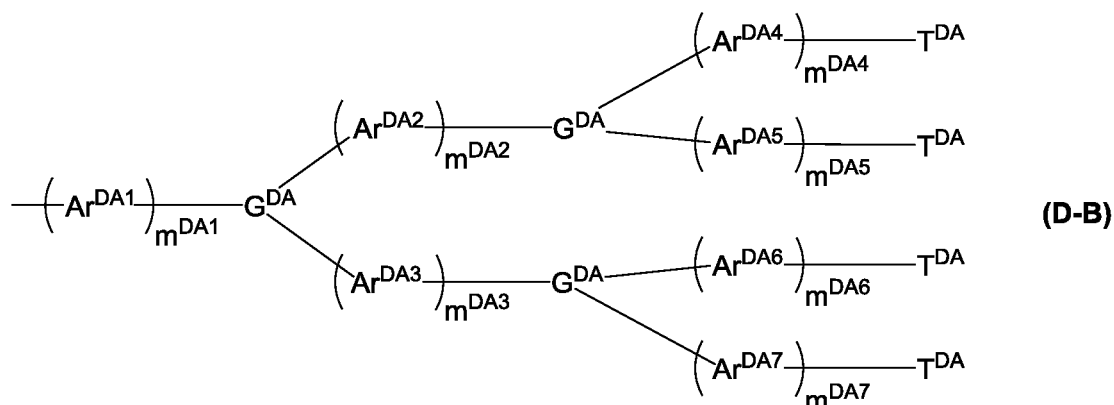 (Ar^DA4)m^DA4 T^DA
(Ar^DA2)m^DA2 G^DA
(Ar^DA5)m^DA5 T^DA
(Ar^DA1)m^DA1 G^DA (D-B)
(Ar^DA3)m^DA3 G^DA
(Ar^DA6)m^DA6 T^DA
(Ar^DA7)m^DA7 T^DA